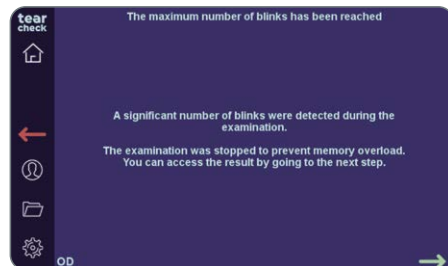 tear
check
The maximum number of blinks has been reached
A significant number of blinks were detected during the
examination.
The examination was stopped to prevent memory overload.
You can access the result by going to the next step.
OD